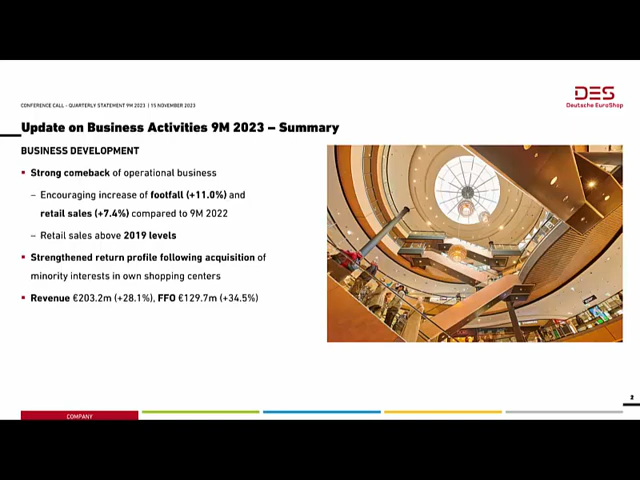 CONFERENCE CALL - QUARTERLY STATEMENT 9M 2023 | 15 NOVEMBER 2023
DES
Deutsche EuroShop
Update on Business Activities 9M 2023 – Summary
BUSINESS DEVELOPMENT
▪ Strong comeback of operational business
– Encouraging increase of footfall (+11.0%) and
retail sales (+7.4%) compared to 9M 2022
– Retail sales above 2019 levels
▪ Strengthened return profile following acquisition of
minority interests in own shopping centers
▪ Revenue €203.2m (+28.1%), FFO €129.7m (+34.5%)
2
COMPANY